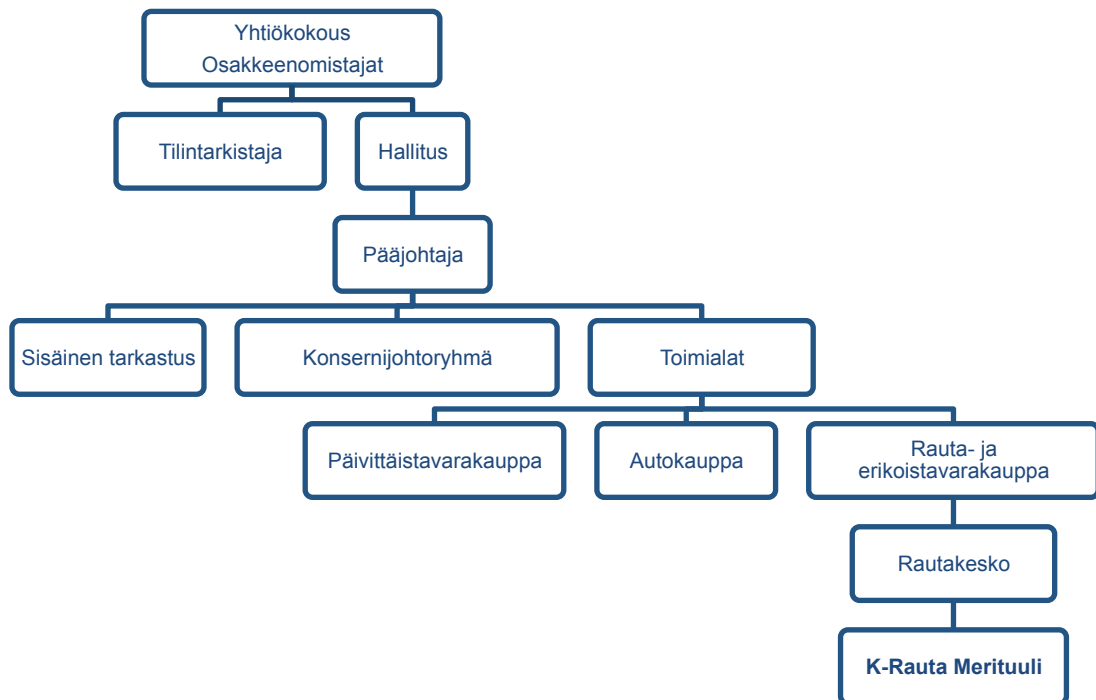 Yhtiökokous
Osakkeenomistajat
Tilintarkistaja
Hallitus
Pääjohtaja
Sisäinen tarkastus
Konsernijohtoryhmä
Toimialat
Päivittäistavarakauppa
Autokauppa
Rauta- ja
erikoistavarakauppa
Rautakesko
K-Rauta Merituuli